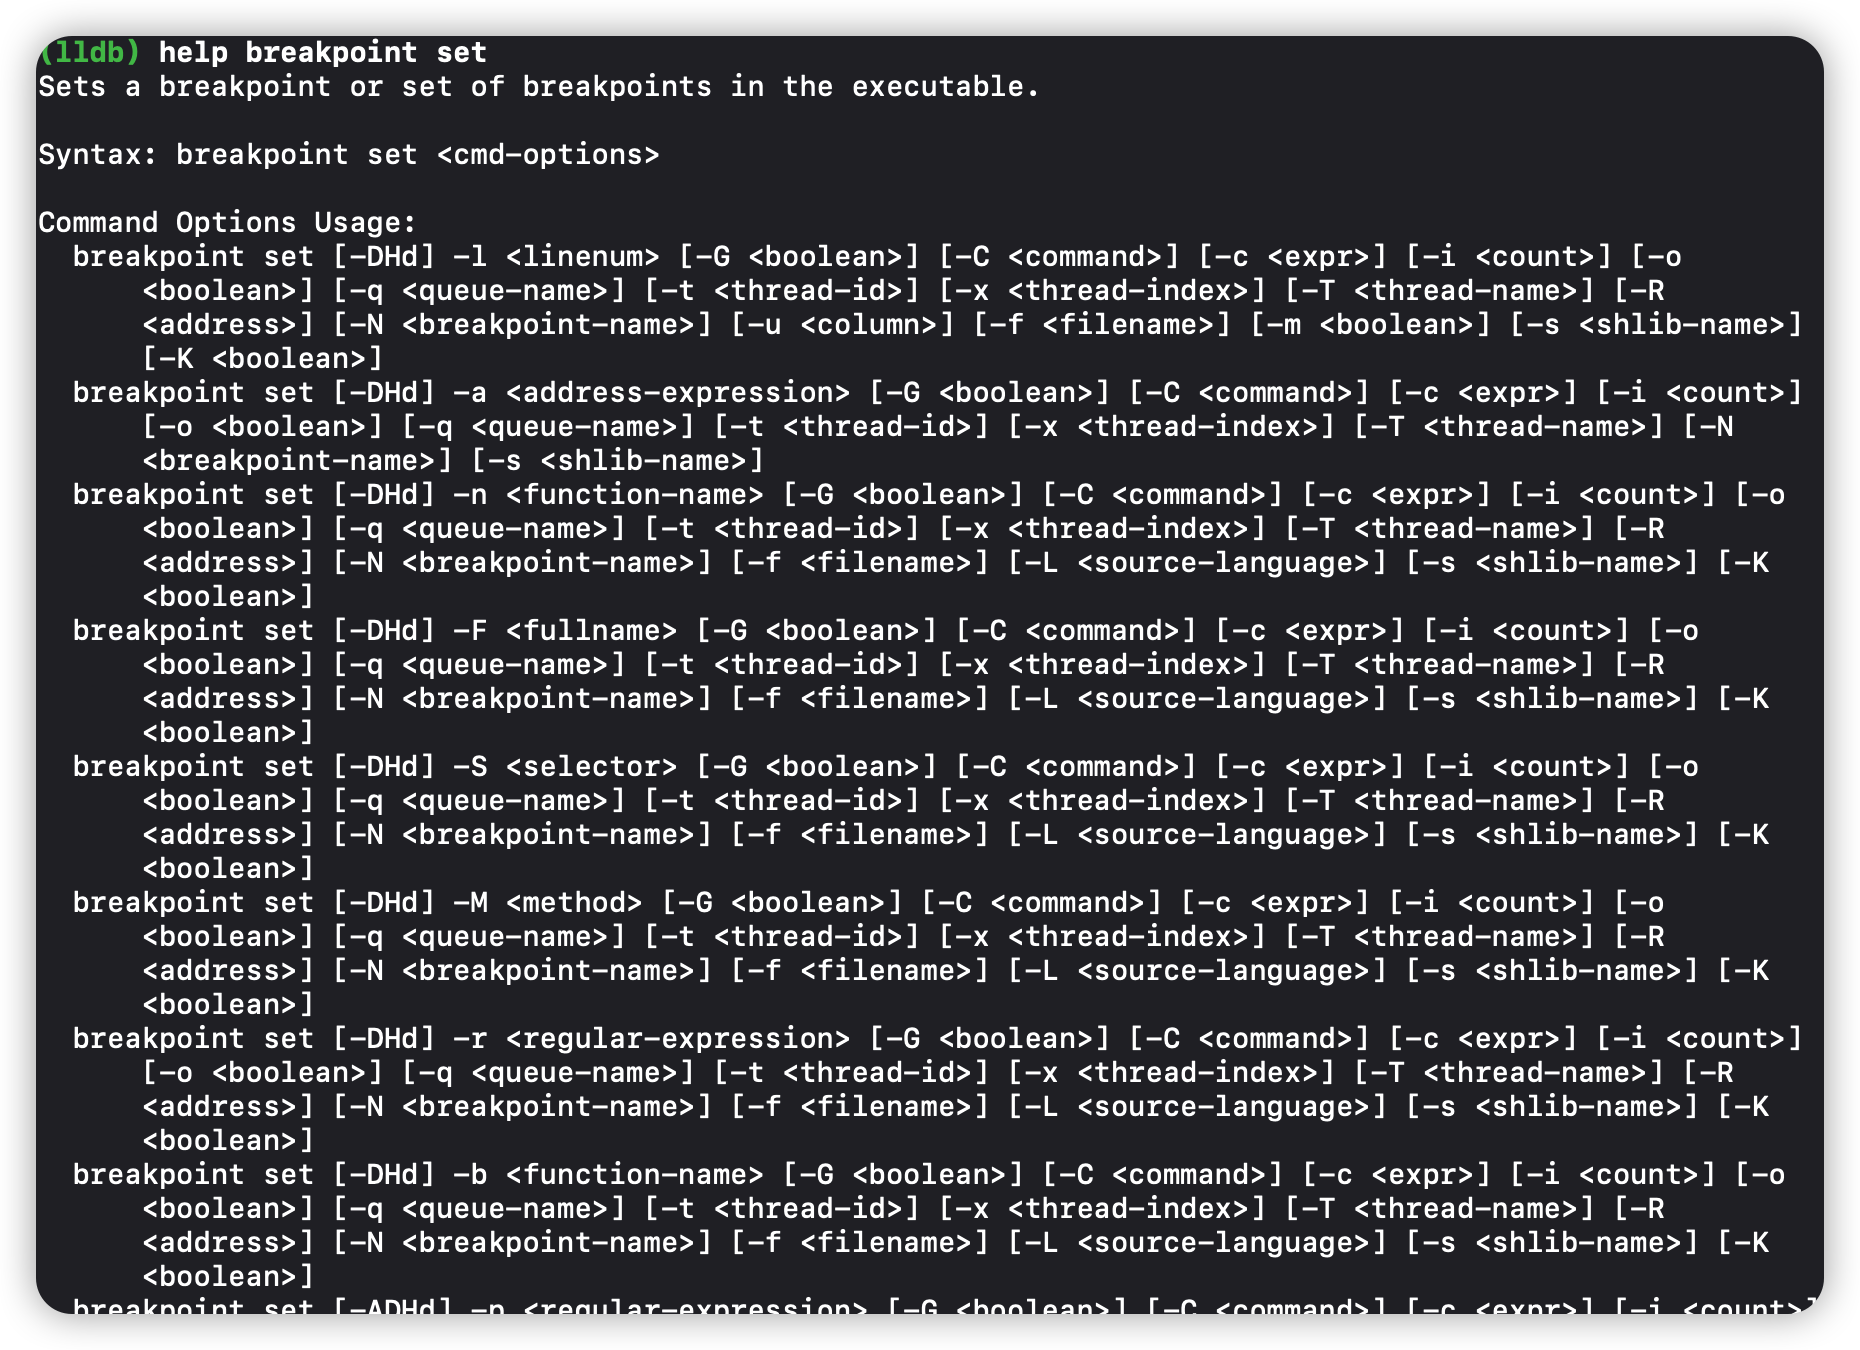 (lldb) help breakpoint set
Sets a breakpoint or set of breakpoints in the executable.
Syntax: breakpoint set <cmd-options>
Command Options Usage:
breakpoint set [-DHd] -l <linenum> [-G <boolean>] [-C <command>] [-c <expr>] [-i <count>] [-o
<boolean>] [-q <queue-name>] [-t <thread-id>] [-x <thread-index>] [-T <thread-name>] [-R
<address>] [-N <breakpoint-name>] [-u <column>] [-f <filename>] [-m <boolean>] [-s <shlib-name>]
[-K <boolean>]
breakpoint set [-DHd] -a <address-expression> [-G <boolean>] [-C <command>] [-c <expr>] [-i <count>]
[-o <boolean>] [-q <queue-name>] [-t <thread-id>] [-x <thread-index>] [-T <thread-name>] [-N
<breakpoint-name>] [-s <shlib-name>]
breakpoint set [-DHd] -n <function-name> [-G <boolean>] [-C <command>] [-c <expr>] [-i <count>] [-o
<boolean>] [-q <queue-name>] [-t <thread-id>] [-x <thread-index>] [-T <thread-name>] [-R
<address>] [-N <breakpoint-name>] [-f <filename>] [-L <source-language>] [-s <shlib-name>] [-K
<boolean>]
breakpoint set [-DHd] -F <fullname> [-G <boolean>] [-C <command>] [-c <expr>] [-i <count>] [-o
<boolean>] [-q <queue-name>] [-t <thread-id>] [-x <thread-index>] [-T <thread-name>] [-R
<address>] [-N <breakpoint-name>] [-f <filename>] [-L <source-language>] [-s <shlib-name>] [-K
<boolean>]
breakpoint set [-DHd] -S <selector> [-G <boolean>] [-C <command>] [-c <expr>] [-i <count>] [-o
<boolean>] [-q <queue-name>] [-t <thread-id>] [-x <thread-index>] [-T <thread-name>] [-R
<address>] [-N <breakpoint-name>] [-f <filename>] [-L <source-language>] [-s <shlib-name>] [-K
<boolean>]
breakpoint set [-DHd] -M <method> [-G <boolean>] [-C <command>] [-c <expr>] [-i <count>] [-o
<boolean>] [-q <queue-name>] [-t <thread-id>] [-x <thread-index>] [-T <thread-name>] [-R
<address>] [-N <breakpoint-name>] [-f <filename>] [-L <source-language>] [-s <shlib-name>] [-K
<boolean>]
breakpoint set [-DHd] -r <regular-expression> [-G <boolean>] [-C <command>] [-c <expr>] [-i <count>]
[-o <boolean>] [-q <queue-name>] [-t <thread-id>] [-x <thread-index>] [-T <thread-name>] [-R
<address>] [-N <breakpoint-name>] [-f <filename>] [-L <source-language>] [-s <shlib-name>] [-K
<boolean>]
breakpoint set [-DHd] -b <function-name> [-G <boolean>] [-C <command>] [-c <expr>] [-i <count>] [-o
<boolean>] [-q <queue-name>] [-t <thread-id>] [-x <thread-index>] [-T <thread-name>] [-R
<address>] [-N <breakpoint-name>] [-f <filename>] [-L <source-language>] [-s <shlib-name>] [-K
<boolean>]
breakpoint set [-ADHd] -p <regular-expression> [-G <boolean>] [-C <command>] [-c <expr>] [-i <count>]